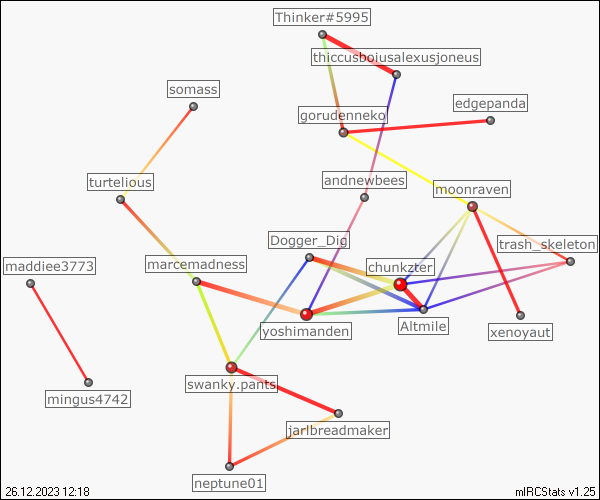 Thinker#5995
thiccusboiusalexusjoneus
somass
edgepanda
gorudenneko
turtelious
andnewbees
moonraven
Dogger_Dig
trash_skeleton
maddiee3773
marcemadness
chunkzter
yoshimanden
Altmile
xenoyaut
swanky.pants
mingus4742
jarlbreadmaker
neptune01
26.12.2023 12:18
mIRCStats v1.25